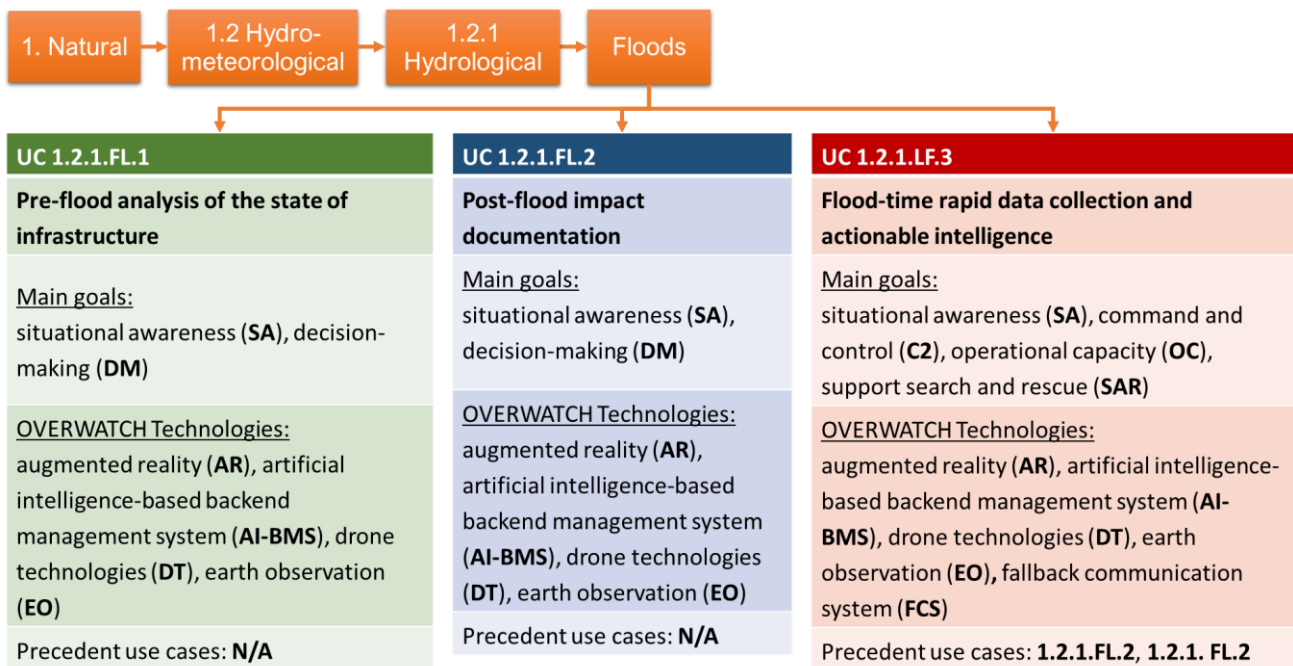 1. Natural
1.2 Hydro-
meteorological
1.2.1
Hydrological
Floods
UC 1.2.1.FL.1
Pre-flood analysis of the state of
infrastructure
Main goals:
situational awareness (SA), decision-
making (DM)
OVERWATCH Technologies:
augmented reality (AR), artificial
intelligence-based backend
management system (AI-BMS), drone
technologies (DT), earth observation
(EO)
Precedent use cases: N/A
UC 1.2.1.FL.2
Post-flood impact
documentation
Main goals:
situational awareness (SA),
decision-making (DM)
OVERWATCH Technologies:
augmented reality (AR),
artificial intelligence-based
backend management system
(AI-BMS), drone technologies
(DT), earth observation (EO)
Precedent use cases: N/A
UC 1.2.1.LF.3
Flood-time rapid data collection and
actionable intelligence
Main goals:
situational awareness (SA), command and
control (C2), operational capacity (OC),
support search and rescue (SAR)
OVERWATCH Technologies:
augmented reality (AR), artificial intelligence-
based backend management system (AI-
BMS), drone technologies (DT), earth
observation (EO), fallback communication
system (FCS)
Precedent use cases: 1.2.1.FL.2, 1.2.1. FL.2